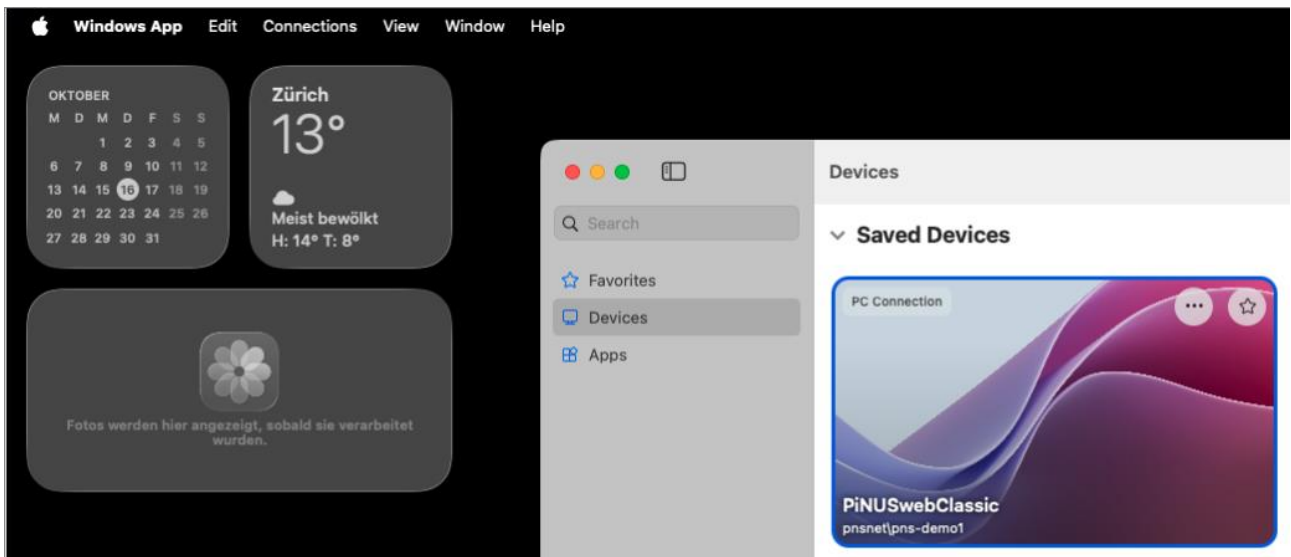 Windows App Edit Connections View Window Help
OKTOBER
M D M D F S S
1 2 3 4 5
6 7 8 9 10 11 12
13 14 15 16 17 18 19
20 21 22 23 24 25 26
27 28 29 30 31
Zürich
13°
Meist bewölkt
H: 14° T: 8°
Fotos werden hier angezeigt, sobald sie verarbeitet
wurden.
Search
Favorites
Devices
Apps
Devices
Saved Devices
PC Connection
PiNUSwebClassic
pnsnet\pns-demo1